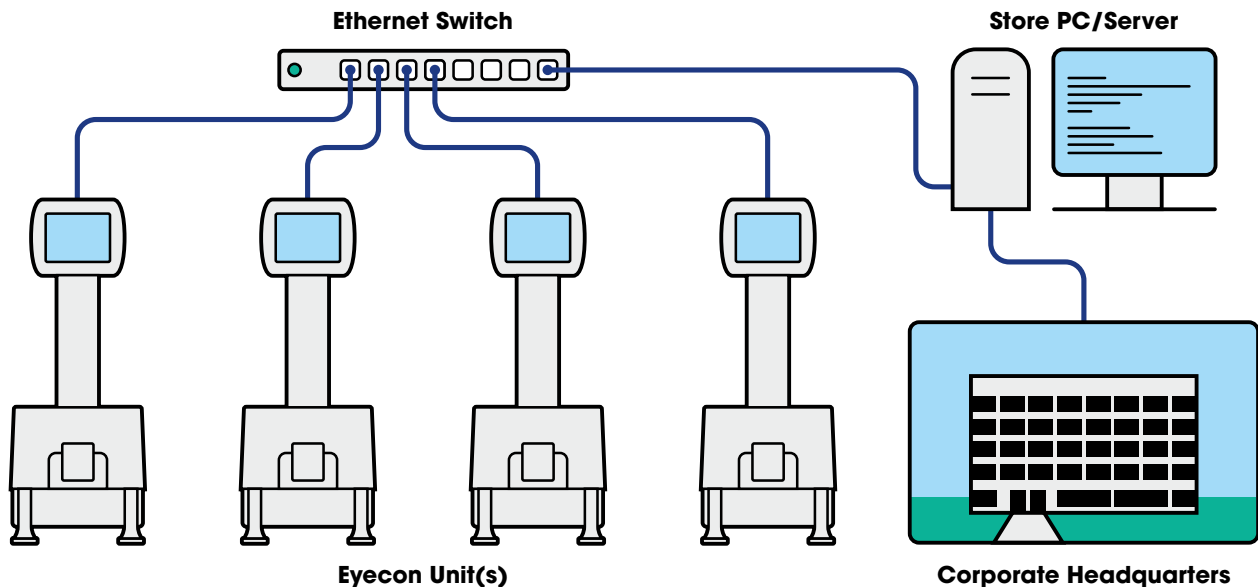 Ethernet Switch
Store PC/Server
Eyecon Unit(s)
Corporate Headquarters